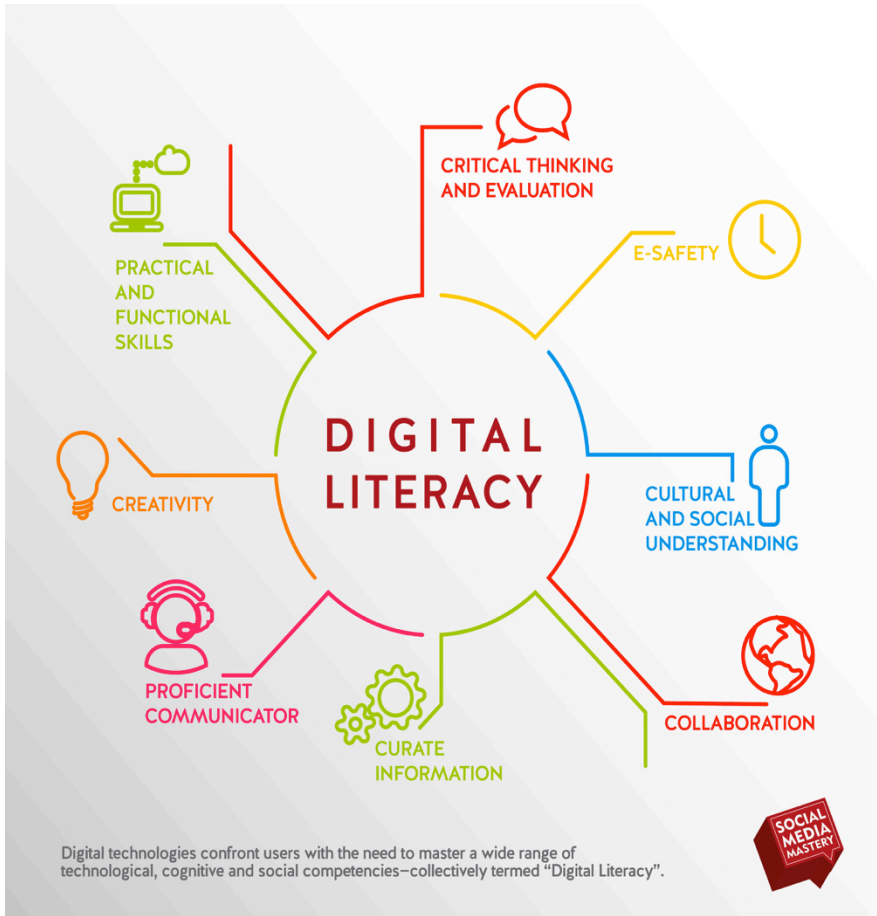 CRITICAL THINKING
AND EVALUATION
E-SAFETY
PRACTICAL
AND
FUNCTIONAL
SKILLS
DIGITAL
LITERACY
CREATIVITY
CULTURAL
AND SOCIAL
UNDERSTANDING
PROFICIENT
COMMUNICATOR
COLLABORATION
CURATE
INFORMATION
SOCIAL
MEDIA
MASTERY
Digital technologies confront users with the need to master a wide range of
technological, cognitive and social competencies—collectively termed “Digital Literacy”.